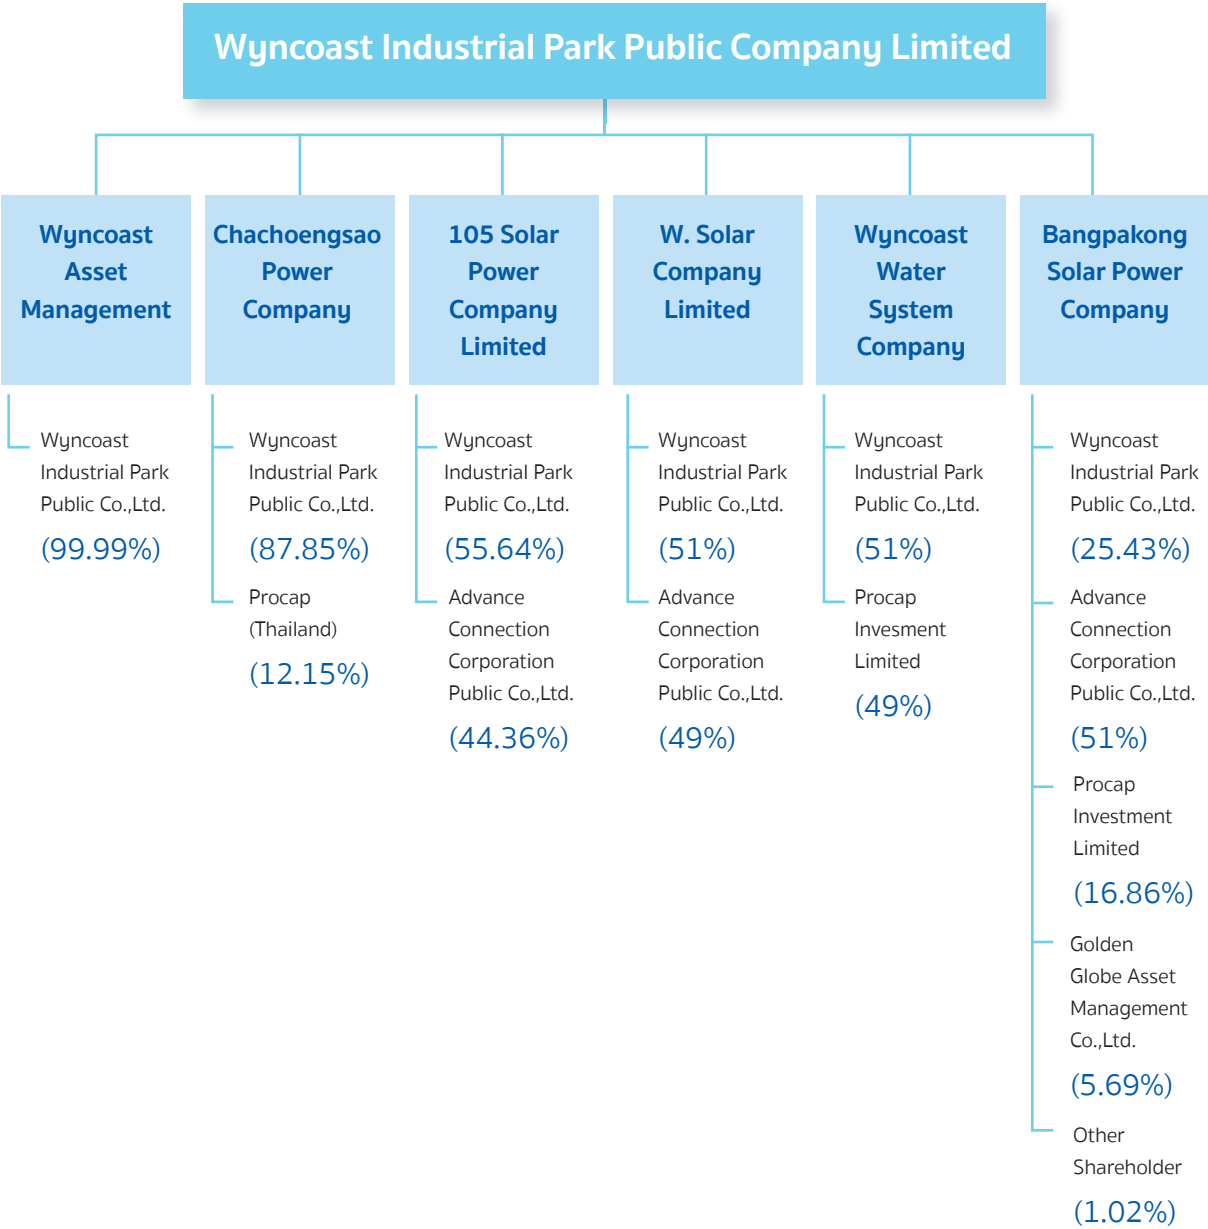 Wyncoast Industrial Park Public Company Limited
Wyncoast
Asset
Management
Chachoengsao
Power
Company
105 Solar
Power
Company
Limited
W. Solar
Company
Limited
Wyncoast
Water
System
Company
Bangpakong
Solar Power
Company
Wyncoast
Industrial Park
Public Co.,Ltd.
(99.99%)
Wyncoast
Industrial Park
Public Co.,Ltd.
(87.85%)
Procap
(Thailand)
(12.15%)
Wyncoast
Industrial Park
Public Co.,Ltd.
(55.64%)
Advance
Connection
Corporation
Public Co.,Ltd.
(44.36%)
Wyncoast
Industrial Park
Public Co.,Ltd.
(51%)
Advance
Connection
Corporation
Public Co.,Ltd.
(49%)
Wyncoast
Industrial Park
Public Co.,Ltd.
(51%)
Procap
Invesment
Limited
(49%)
Wyncoast
Industrial Park
Public Co.,Ltd.
(25.43%)
Advance
Connection
Corporation
Public Co.,Ltd.
(51%)
Procap
Investment
Limited
(16.86%)
Golden
Globe Asset
Management
Co.,Ltd.
(5.69%)
Other
Shareholder
(1.02%)